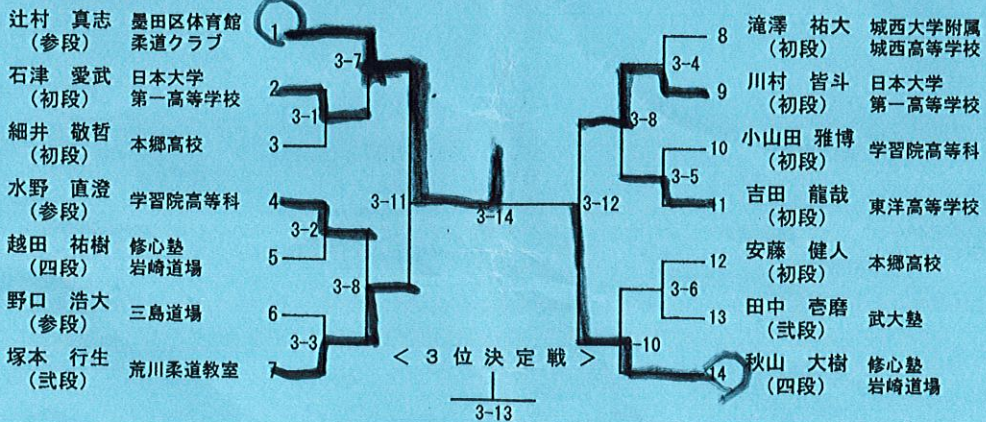 辻村 真志 墨田区体育館
(参段) 柔道クラブ
1
3-7
石津 愛武 日本大学
(初段) 第一高等学校
2
3-1
細井 敬哲 本郷高校
(初段)
3
水野 直澄 学習院高等科
(参段)
4
3-11
3-2
越田 祐樹 修心塾
(四段) 岩崎道場
5
3-8
野口 浩大 三島道場
(参段)
6
3-3
塚本 行生 荒川柔道教室
(弐段)
7
3-14
<3位決定戦>
3-13
8 滝澤 祐大 城西大学附属
(初段) 城西高等学校
3-4
9 川村 皆斗 日本大学
(初段) 第一高等学校
3-8
10 小山田 雅博 学習院高等科
(初段)
3-5
11 吉田 龍哉 東洋高等学校
(初段)
3-12
12 安藤 健人 本郷高校
(初段)
3-6
13 田中 壱磨 武大塾
(弐段)
-10
14 秋山 大樹 修心塾
(四段) 岩崎道場